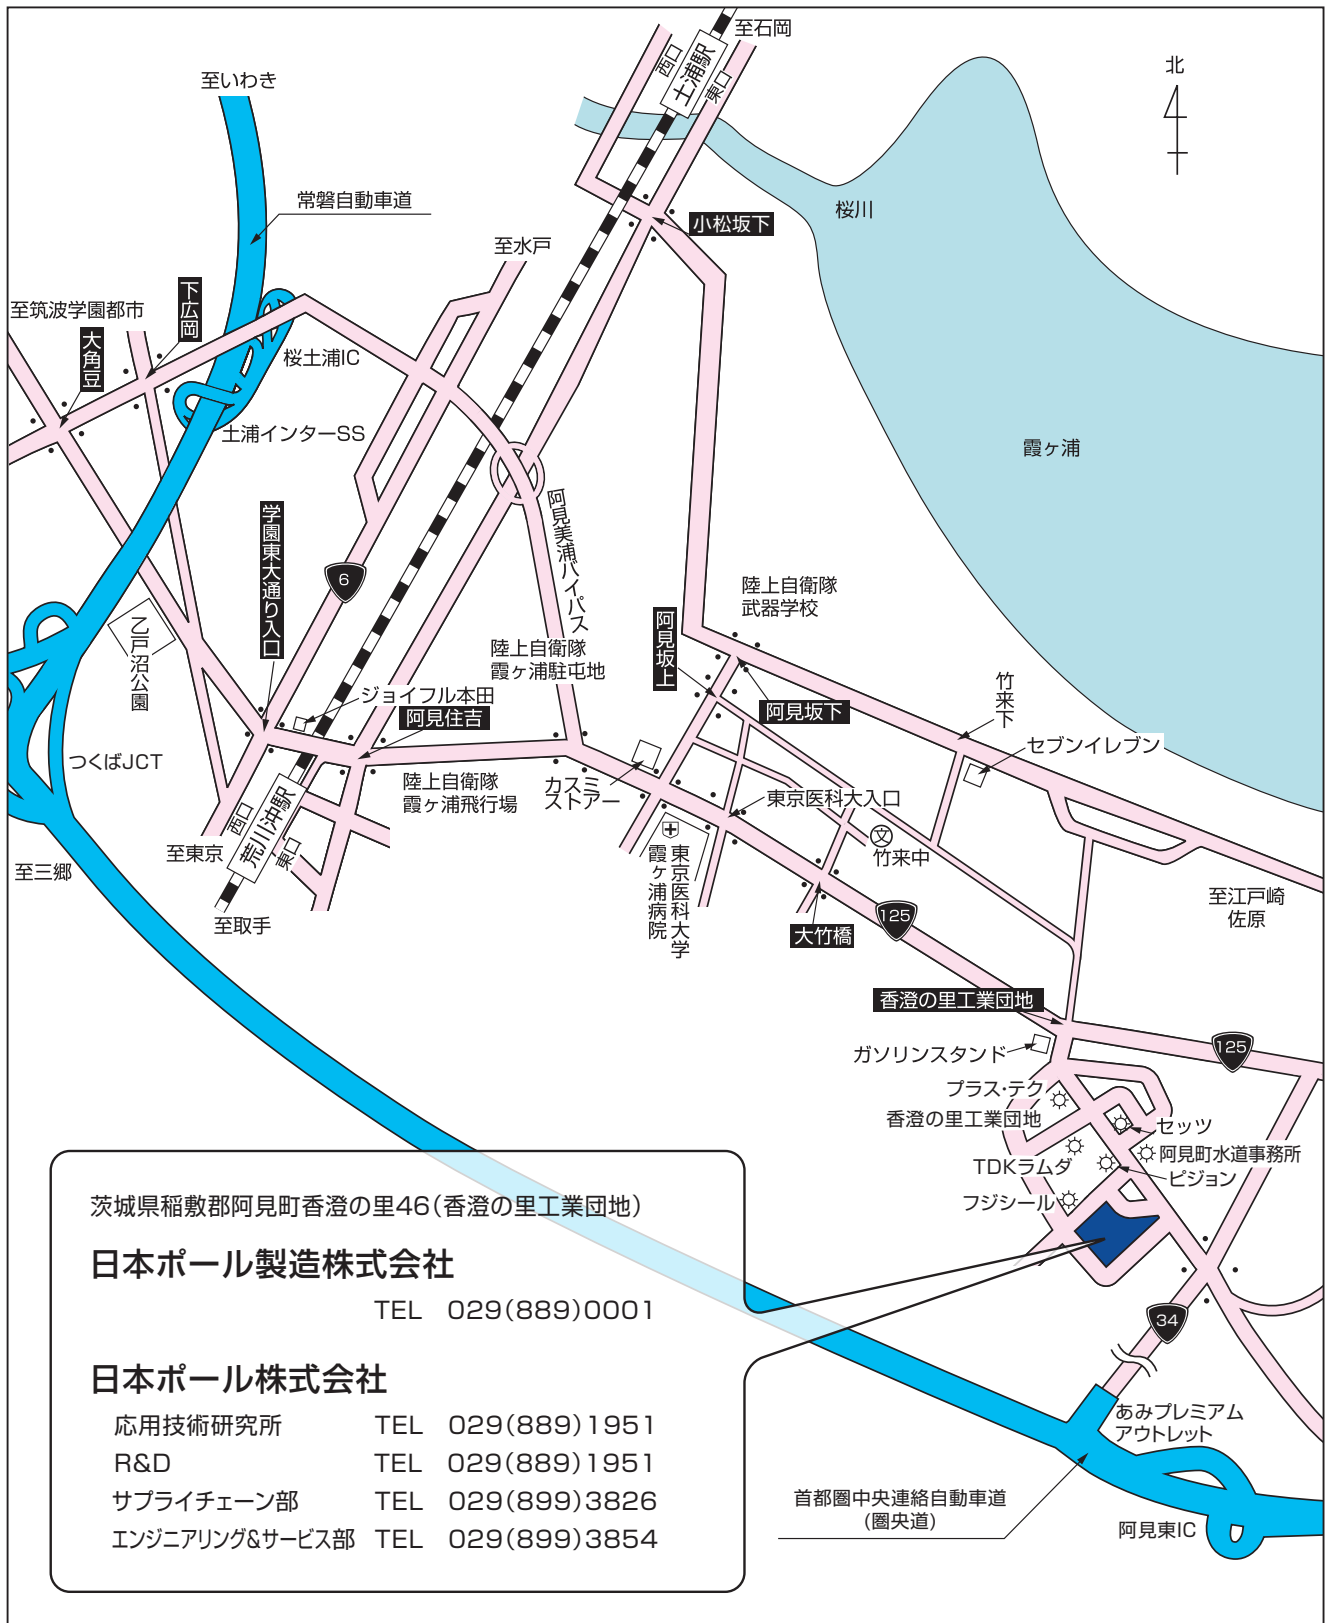 至石岡
土浦駅
西口
東口
北
至いわき
常磐自動車道
桜川
小松坂下
至水戸
下広岡
至筑波学園都市
大角豆
桜土浦IC
土浦インターSS
霞ヶ浦
阿見美浦バイパス
学園東大通り入口
6
陸上自衛隊
武器学校
阿見坂上
乙戸沼公園
陸上自衛隊
霞ヶ浦駐屯地
ジョイフル本田
阿見住吉
阿見坂下
竹来下
セブンイレブン
つくばJCT
陸上自衛隊
霞ヶ浦飛行場
カスミ
ストアー
東京医科大入口
西口
荒川沖駅
東口
至東京
文
竹来中
至三郷
東京医科大学
霞ヶ浦病院
至江戸崎
佐原
至取手
125
大竹橋
香澄の里工業団地
ガソリンスタンド
125
プラス・テク
香澄の里工業団地
セッツ
TDKラムダ
阿見町水道事務所
ピジョン
フジシール
茨城県稲敷郡阿見町香澄の里46(香澄の里工業団地)
日本ポール製造株式会社
TEL 029(889)0001
日本ポール株式会社
応用技術研究所 TEL 029(889)1951
R&D TEL 029(889)1951
サプライチェーン部 TEL 029(899)3826
エンジニアリング&サービス部 TEL 029(899)3854
34
あみプレミアム
アウトレット
首都圏中央連絡自動車道
(圏央道)
阿見東IC